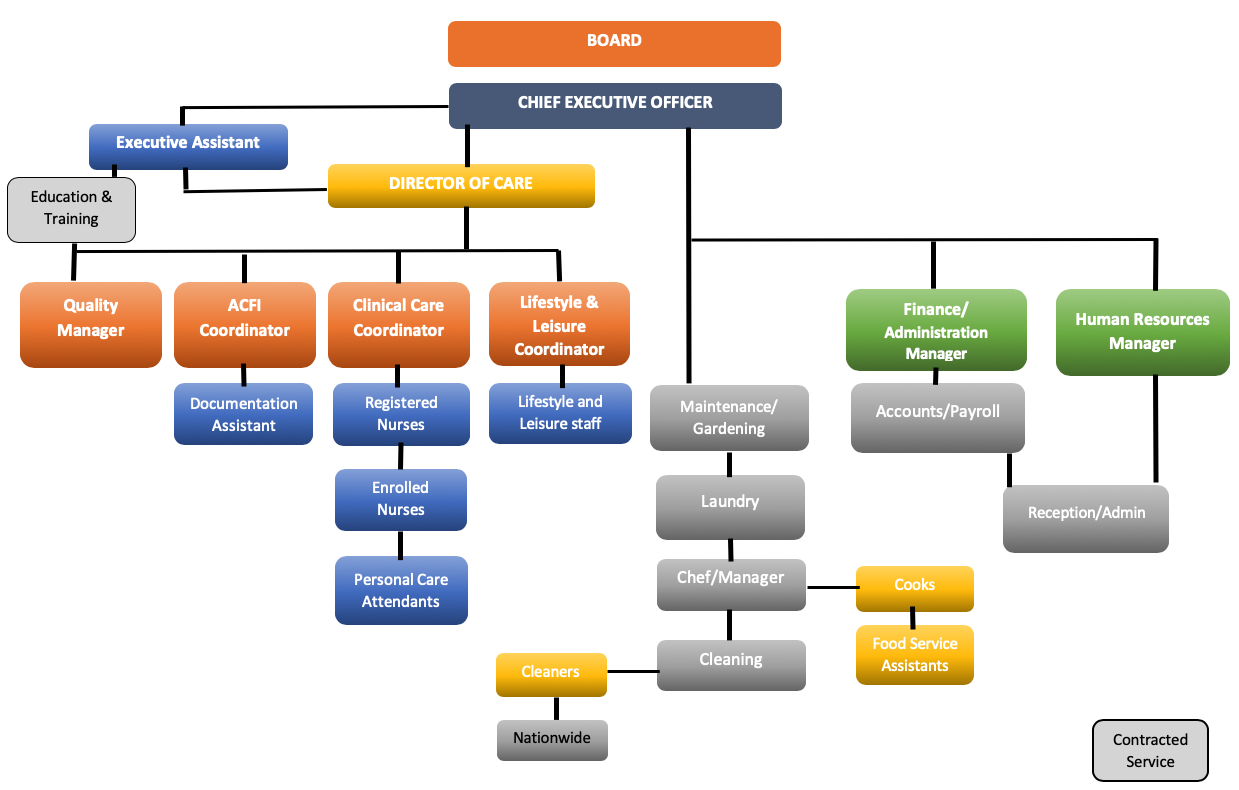 BOARD
CHIEF EXECUTIVE OFFICER
Executive Assistant
DIRECTOR OF CARE
Education &
Training
Quality
Manager
ACFI
Coordinator
Clinical Care
Coordinator
Lifestyle &
Leisure
Coordinator
Finance/
Administration
Manager
Human Resources
Manager
Documentation
Assistant
Registered
Nurses
Lifestyle and
Leisure staff
Maintenance/
Gardening
Accounts/Payroll
Enrolled
Nurses
Laundry
Reception/Admin
Personal Care
Attendants
Chef/Manager
Cooks
Food Service
Assistants
Cleaning
Cleaners
Nationwide
Contracted
Service